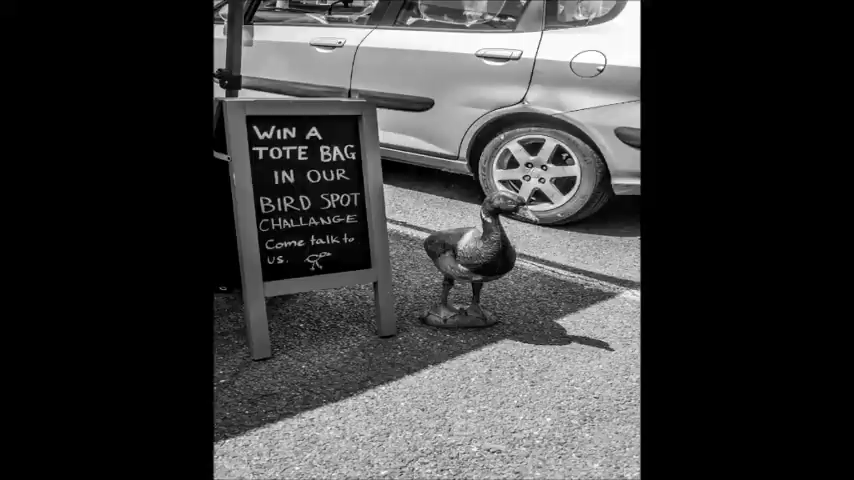 WIN A
TOTE BAG
IN OUR
BIRD SPOT
CHALLANGE
Come talk to
us.